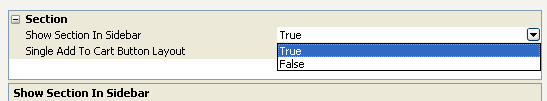 Section
Show Section In Sidebar True
Single Add To Cart Button Layout True
False
Show Section In Sidebar